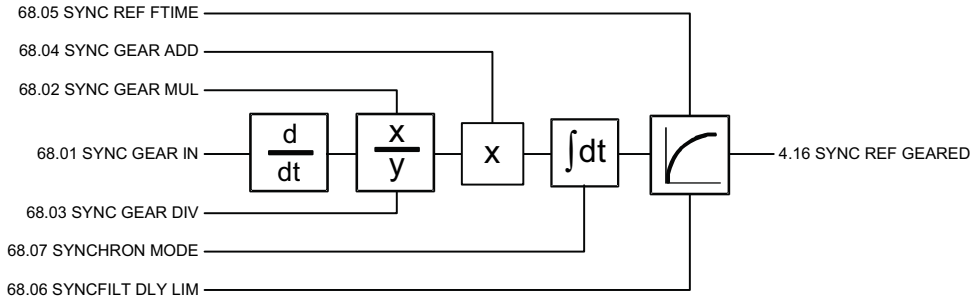 68.05 SYNC REF FTIME
68.04 SYNC GEAR ADD
68.02 SYNC GEAR MUL
68.01 SYNC GEAR IN
d
dt
x
y
x
∫dt
4.16 SYNC REF GEARED
68.03 SYNC GEAR DIV
68.07 SYNCHRON MODE
68.06 SYNCFILT DLY LIM